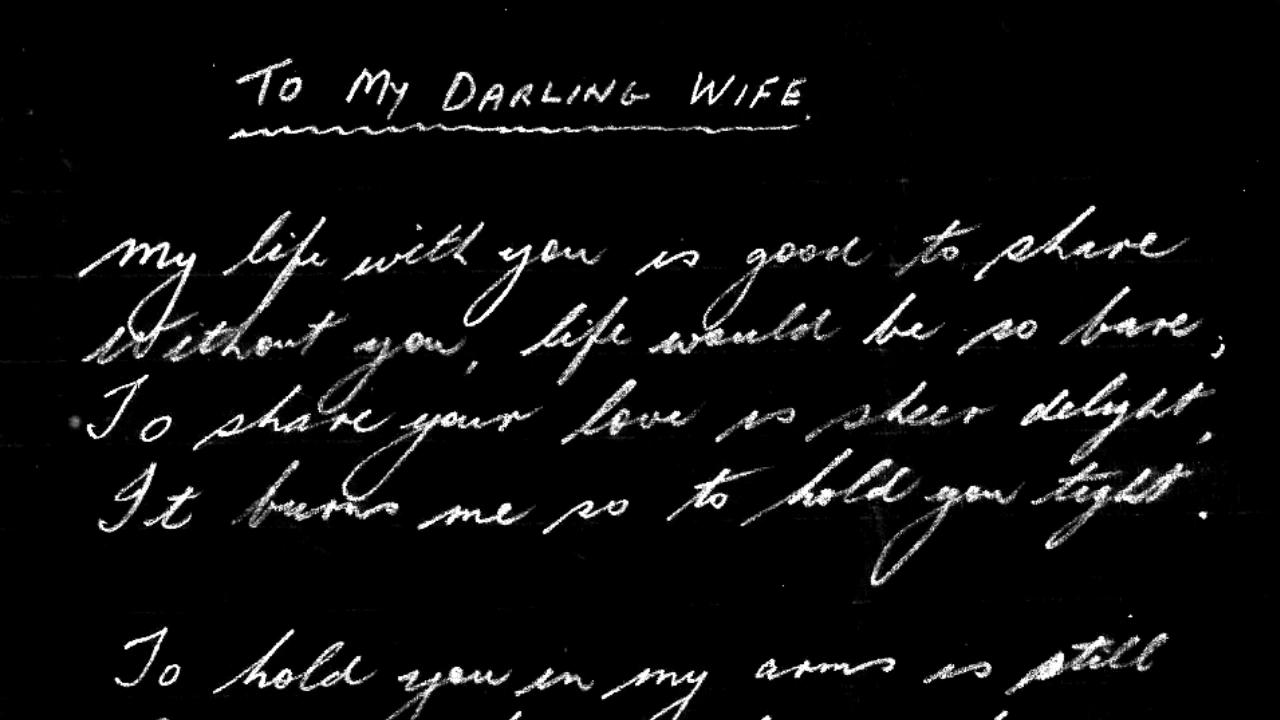 To My Darling Wife.
My life with you is good to share
Without you, life would be so bare;
To share your love is sheer delight,
It burns me so to hold you tight.
To hold you in my arms is still